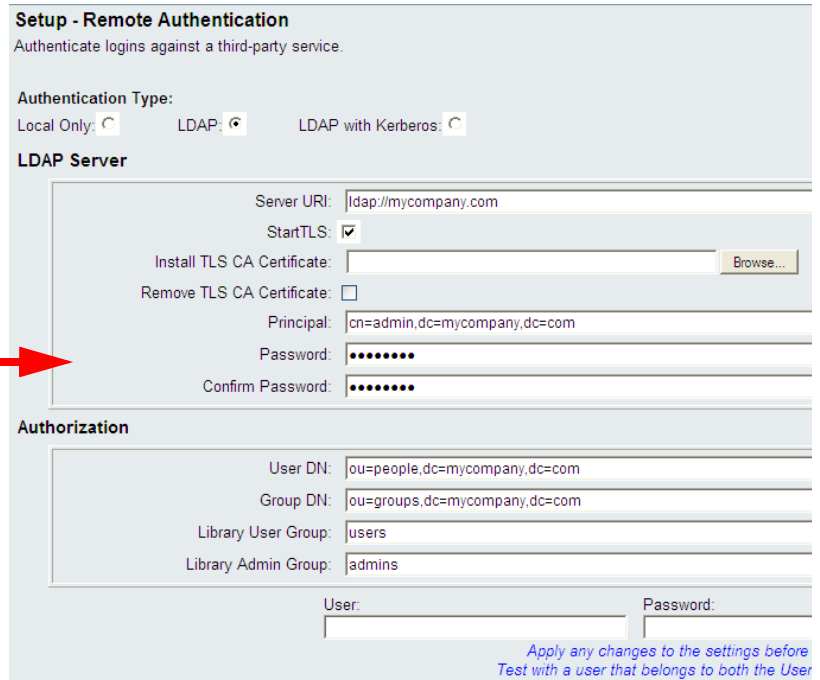 Setup - Remote Authentication
Authenticate logins against a third-party service.
Authentication Type:
Local Only: LDAP: LDAP with Kerberos:
LDAP Server
Server URI: ldap://mycompany.com
StartTLS:
Install TLS CA Certificate: Browse...
Remove TLS CA Certificate:
Principal: cn=admin,dc=mycompany,dc=com
Password: ••••••••
Confirm Password: ••••••••
Authorization
User DN: ou=people,dc=mycompany,dc=com
Group DN: ou=groups,dc=mycompany,dc=com
Library User Group: users
Library Admin Group: admins
User: Password:
Apply any changes to the settings before
Test with a user that belongs to both the User